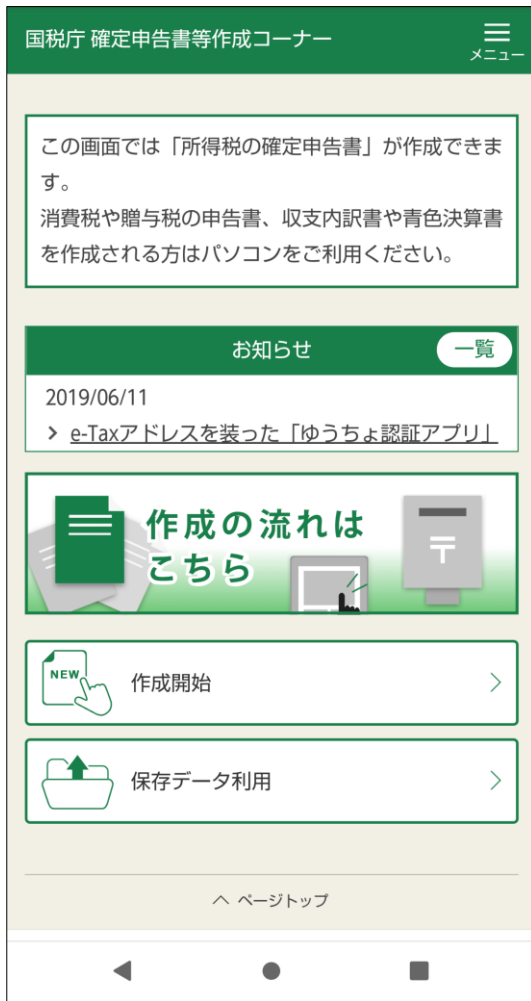 国税庁 確定申告書等作成コーナー
メニュー
この画面では「所得税の確定申告書」が作成できま
す。
消費税や贈与税の申告書、収支内訳書や青色決算書
を作成される方はパソコンをご利用ください。
お知らせ
一覧
2019/06/11
e-Taxアドレスを装った「ゆうちょ認証アプリ」
作成の流れは
こちら
〒
NEW
作成開始
保存データ利用
ページトップ